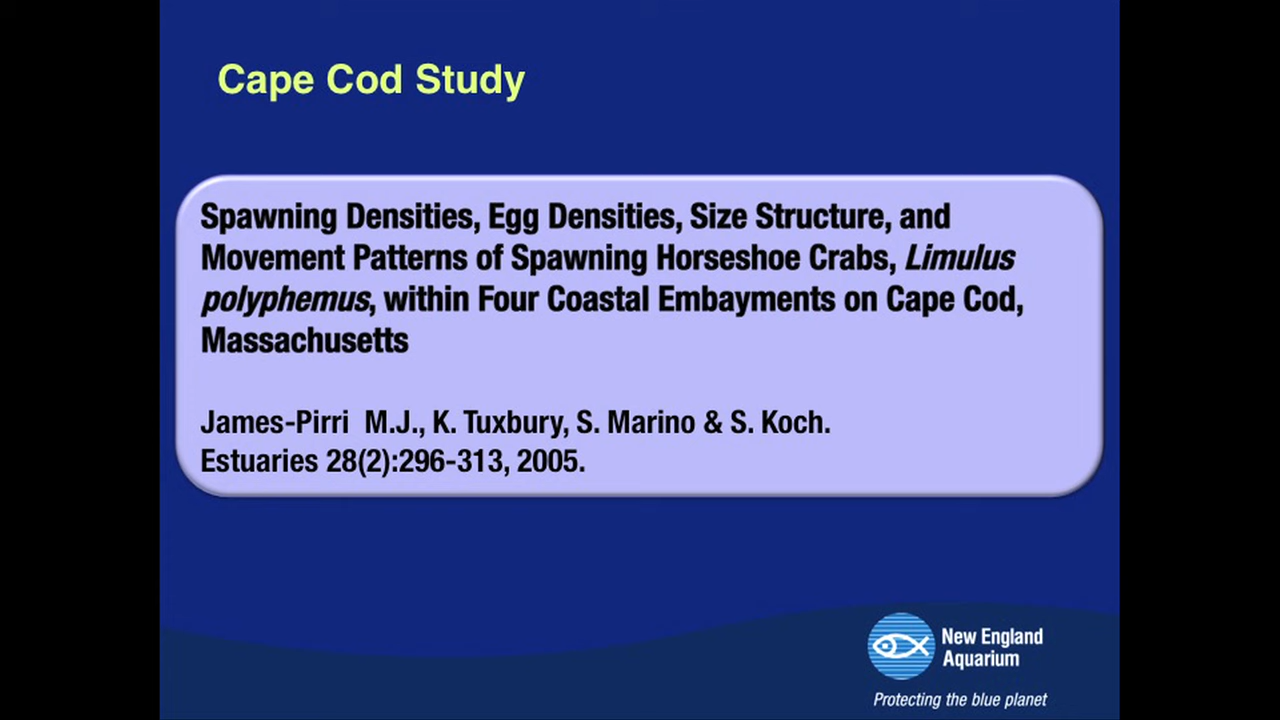 Cape Cod Study
Spawning Densities, Egg Densities, Size Structure, and
Movement Patterns of Spawning Horseshoe Crabs, Limulus
polyphemus, within Four Coastal Embayments on Cape Cod,
Massachusetts
James-Pirri M.J., K. Tuxbury, S. Marino & S. Koch.
Estuaries 28(2):296-313, 2005.
New England
Aquarium
Protecting the blue planet